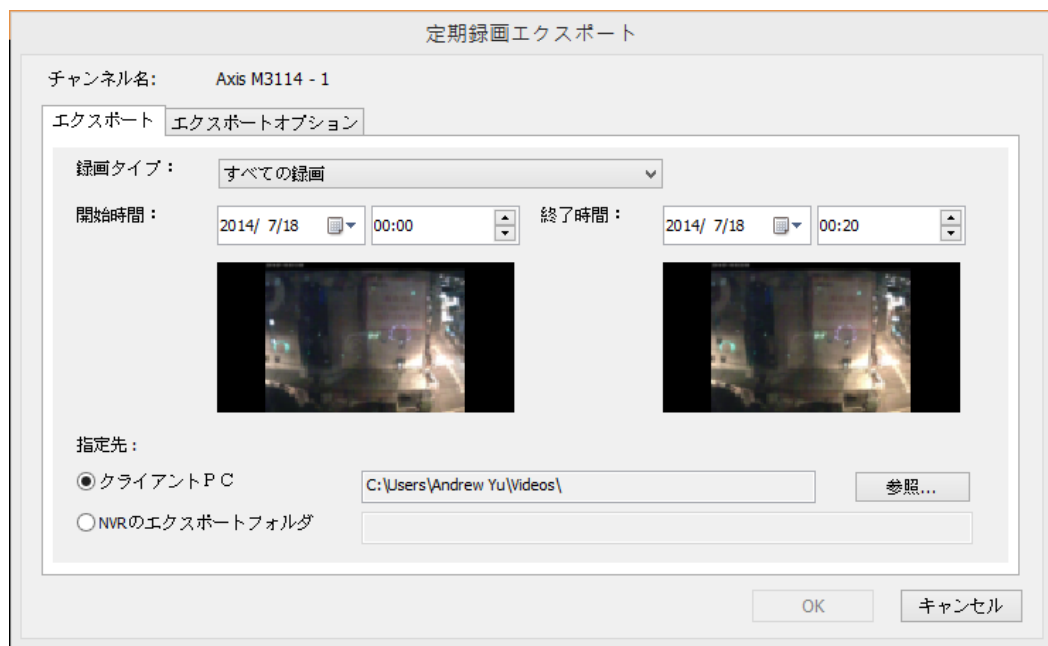 定期録画エクスポート
チャンネル名: Axis M3114 - 1
エクスポート エクスポートオプション
録画タイプ： すべての録画
開始時間： 2014/ 7/18 00:00 終了時間： 2014/ 7/18 00:20
指定先：
クライアントＰＣ C:\Users\Andrew Yu\Videos\ 参照...
NVRのエクスポートフォルダ
OK キャンセル